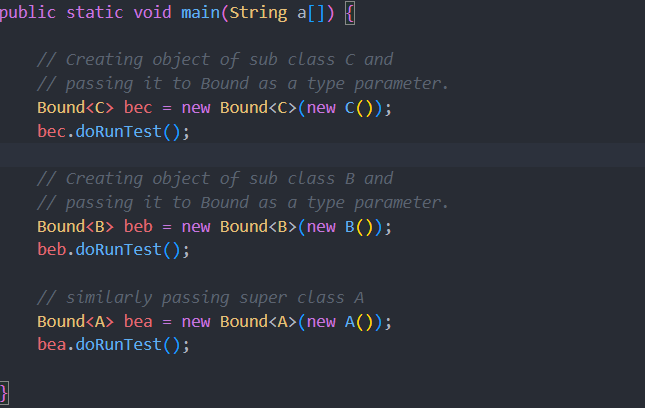 public static void main(String a[]) {
// Creating object of sub class C and
// passing it to Bound as a type parameter.
Bound<C> bec = new Bound<C>(new C());
bec.doRunTest();
// Creating object of sub class B and
// passing it to Bound as a type parameter.
Bound<B> beb = new Bound<B>(new B());
beb.doRunTest();
// similarly passing super class A
Bound<A> bea = new Bound<A>(new A());
bea.doRunTest();
}